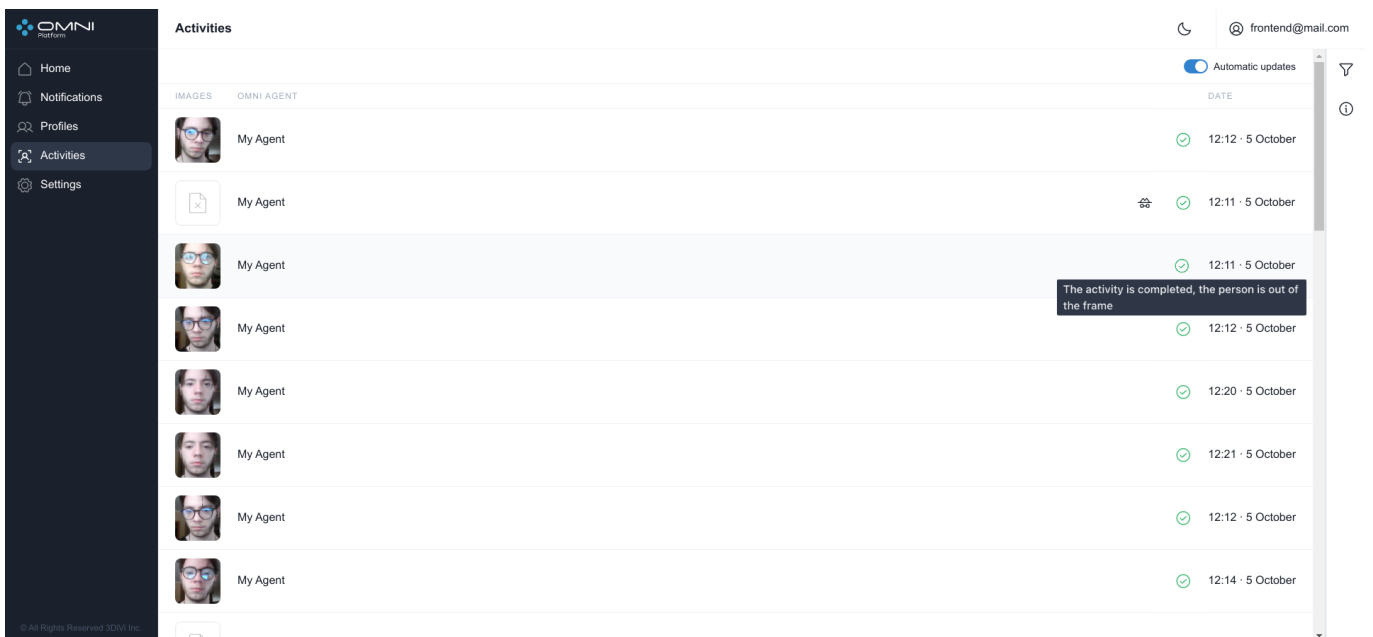 OMNI
Platform
Activities
frontend@mail.com
Home
Notifications
Profiles
Activities
Settings
Automatic updates
IMAGES OMNI AGENT DATE
My Agent 12:12 · 5 October
My Agent 12:11 · 5 October
My Agent 12:11 · 5 October
The activity is completed, the person is out of
the frame
My Agent 12:12 · 5 October
My Agent 12:20 · 5 October
My Agent 12:21 · 5 October
My Agent 12:12 · 5 October
My Agent 12:14 · 5 October
© All Rights Reserved 3DiVi Inc.